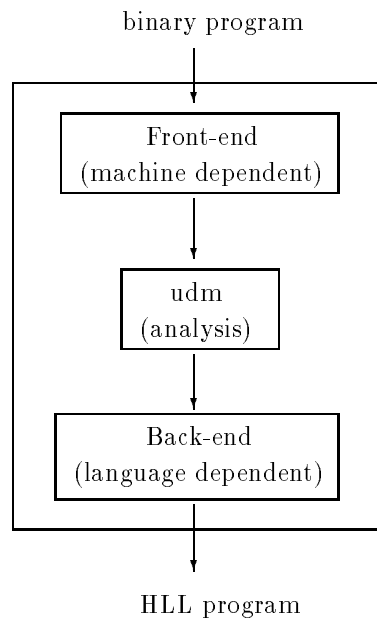 binary program
Front-end
(machine dependent)
udm
(analysis)
Back-end
(language dependent)
HLL program